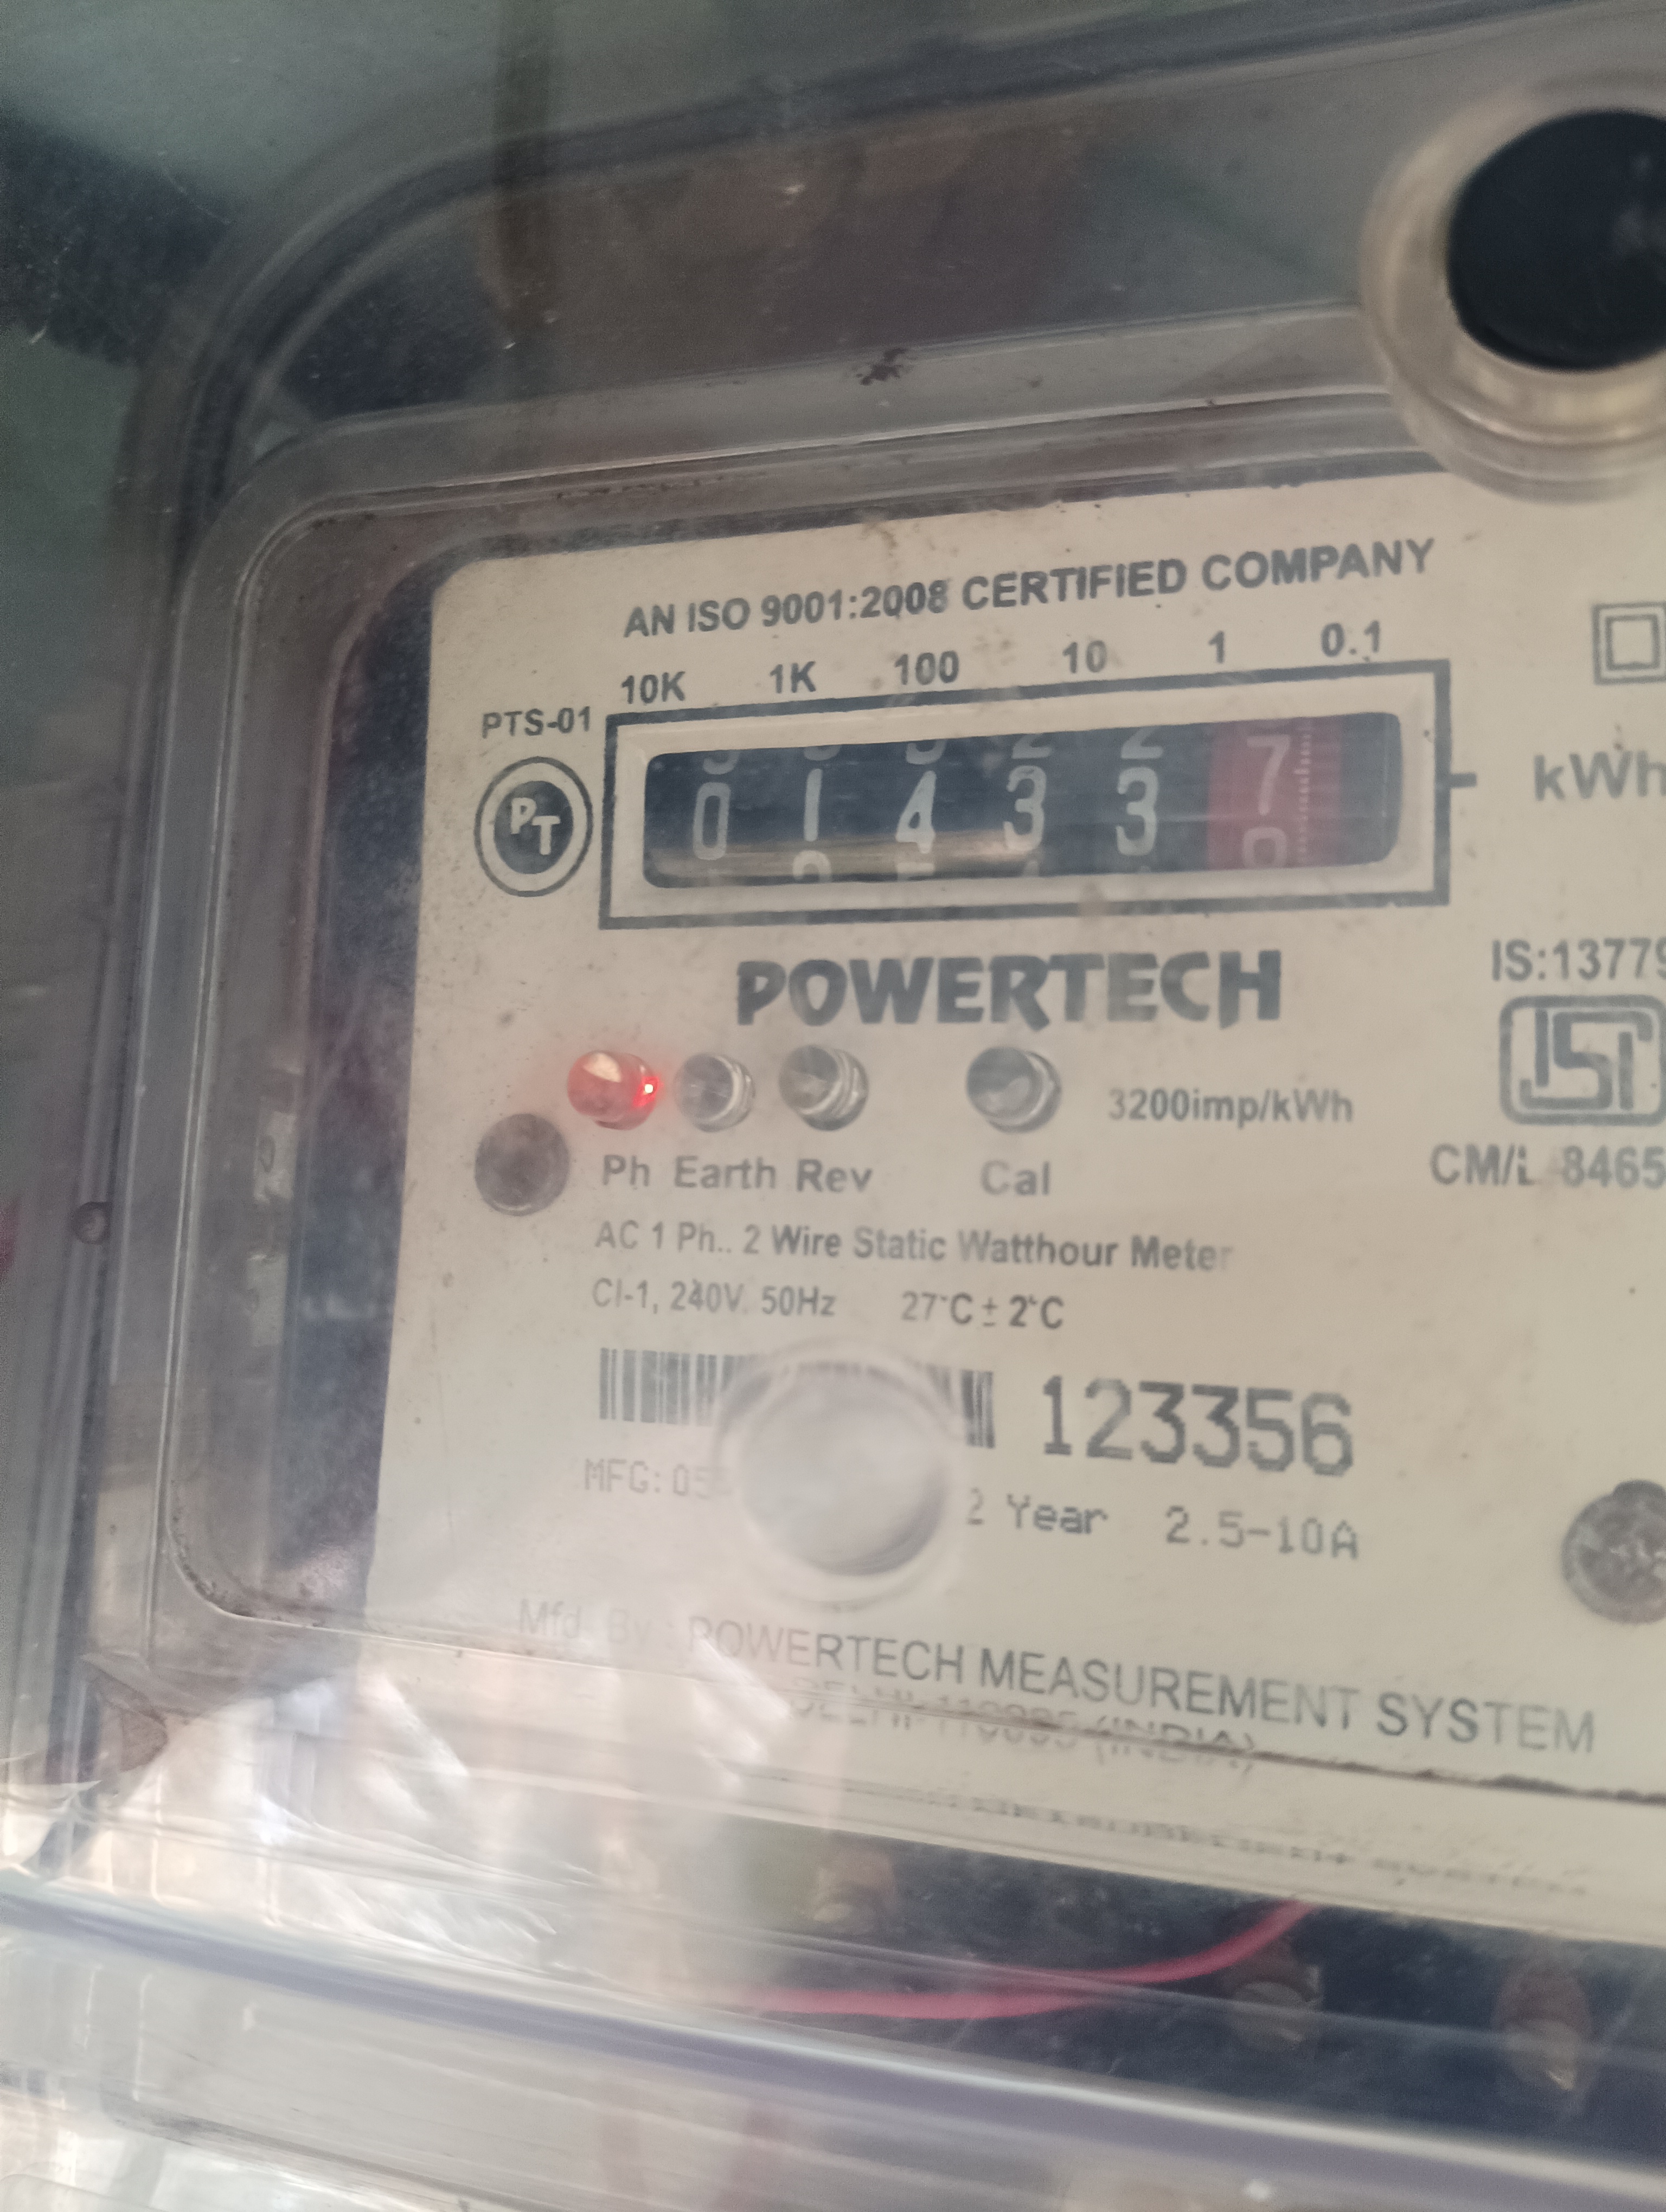 AN ISO 9001:2008 CERTIFIED COMPANY
10K 1K 100 10 1 0.1
PTS-01
PT
0 1 4 3 3 7
kWh
POWERTECH
IS:13779
ISI
3200imp/kWh
Ph Earth Rev Cal
CM/L 8465
AC 1 Ph.. 2 Wire Static Watthour Meter
Cl-1, 240V. 50Hz 27°C ± 2°C
123356
MFG: 05
2 Year 2.5-10A
Mfd. By : POWERTECH MEASUREMENT SYSTEM
(INDIA)